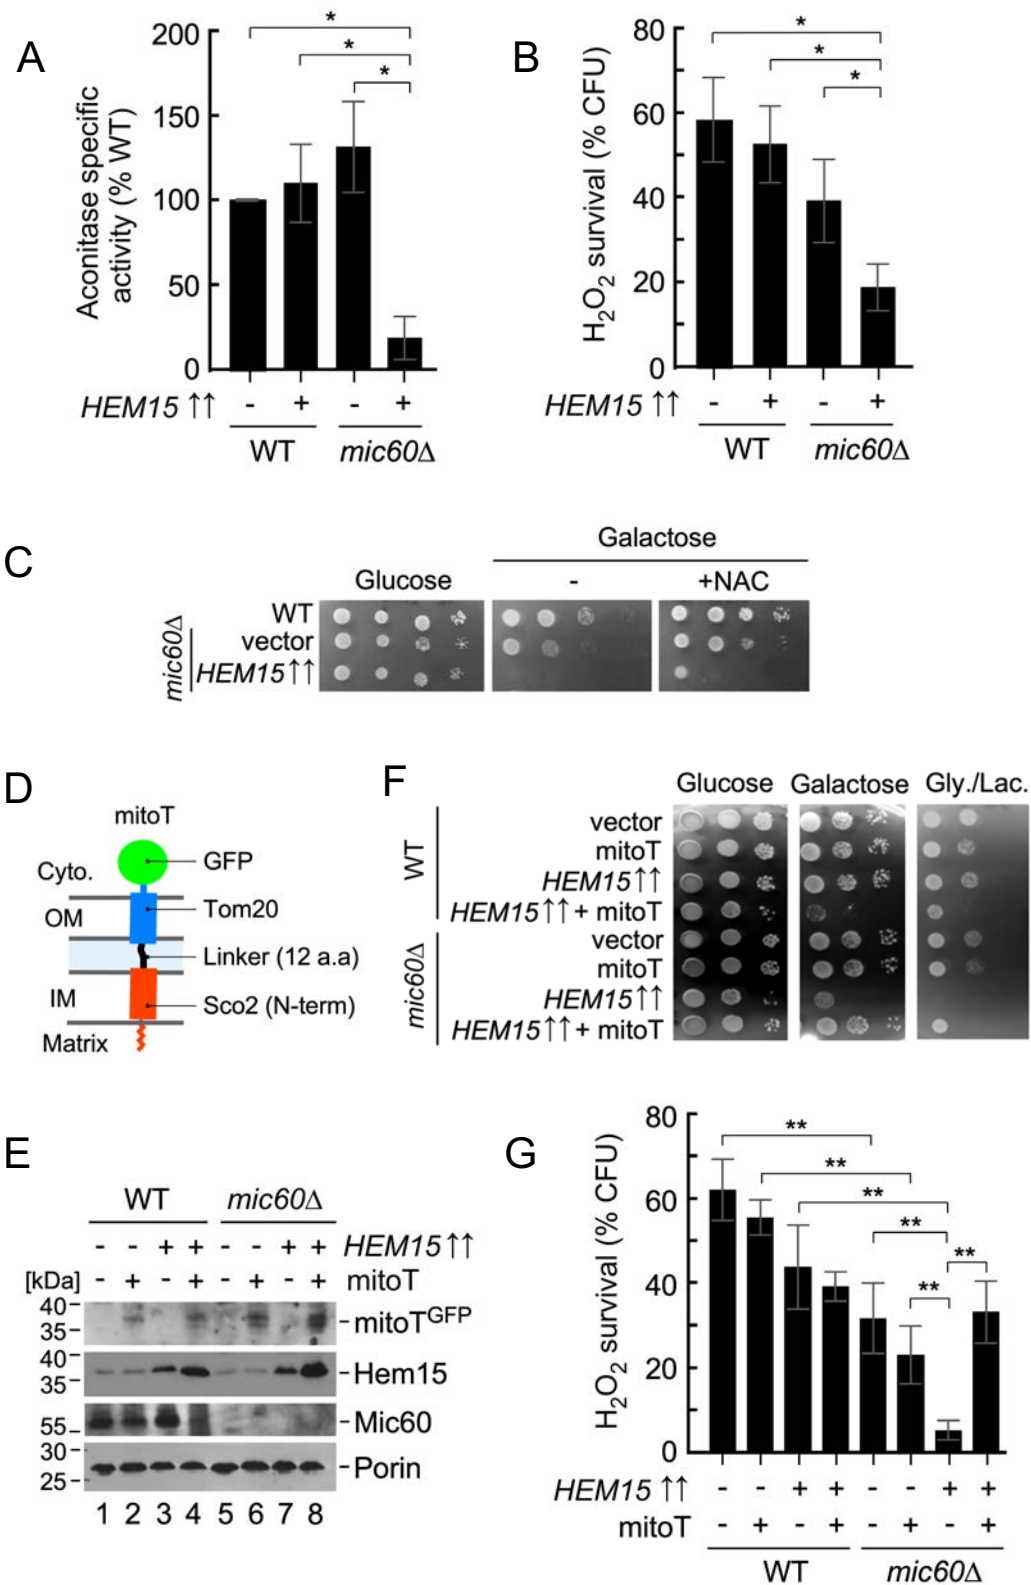 A
Aconitase specific
activity (% WT)
200
150
100
50
0
*
*
*
HEM15 ↑↑ - + - +
WT mic60Δ
B
H₂O₂ survival (% CFU)
80
60
40
20
0
*
*
*
HEM15 ↑↑ - + - +
WT mic60Δ
C
Galactose
Glucose - +NAC
WT
mic60Δ
vector
HEM15↑↑
D
mitoT
GFP
Cyto.
Tom20
OM
Linker (12 a.a)
IM
Sco2 (N-term)
Matrix
F
Glucose Galactose Gly./Lac.
WT
vector
mitoT
HEM15↑↑
HEM15↑↑ + mitoT
mic60Δ
vector
mitoT
HEM15↑↑
HEM15↑↑ + mitoT
E
WT mic60Δ
- - + + - - + + HEM15↑↑
[kDa] - + - + - + - + mitoT
40
35
mitoTGFP
40
35
Hem15
55
Mic60
30
25
Porin
1 2 3 4 5 6 7 8
G
H₂O₂ survival (% CFU)
80
60
40
20
0
**
**
**
**
**
**
HEM15 ↑↑ - - + + - - + +
mitoT - + - + - + - +
WT mic60Δ